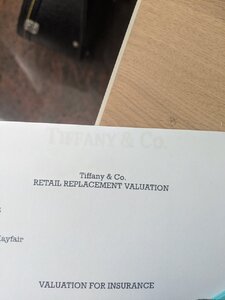 TIFFANY & CO.
Tiffany & Co.
RETAIL REPLACEMENT VALUATION
VALUATION FOR INSURANCE